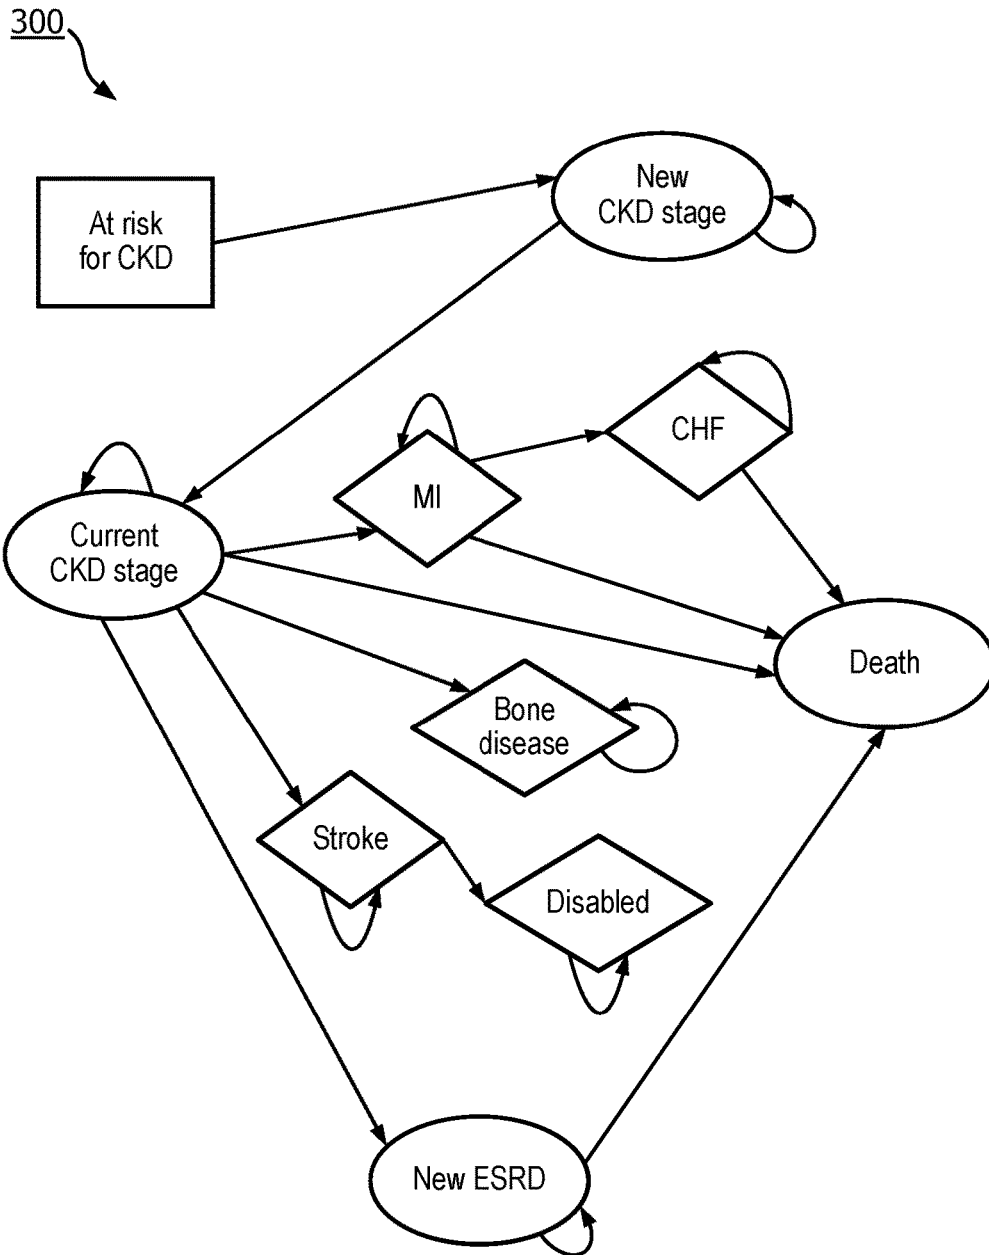 300
At risk
for CKD
New
CKD stage
CHF
MI
Current
CKD stage
Death
Bone
disease
Stroke
Disabled
New ESRD